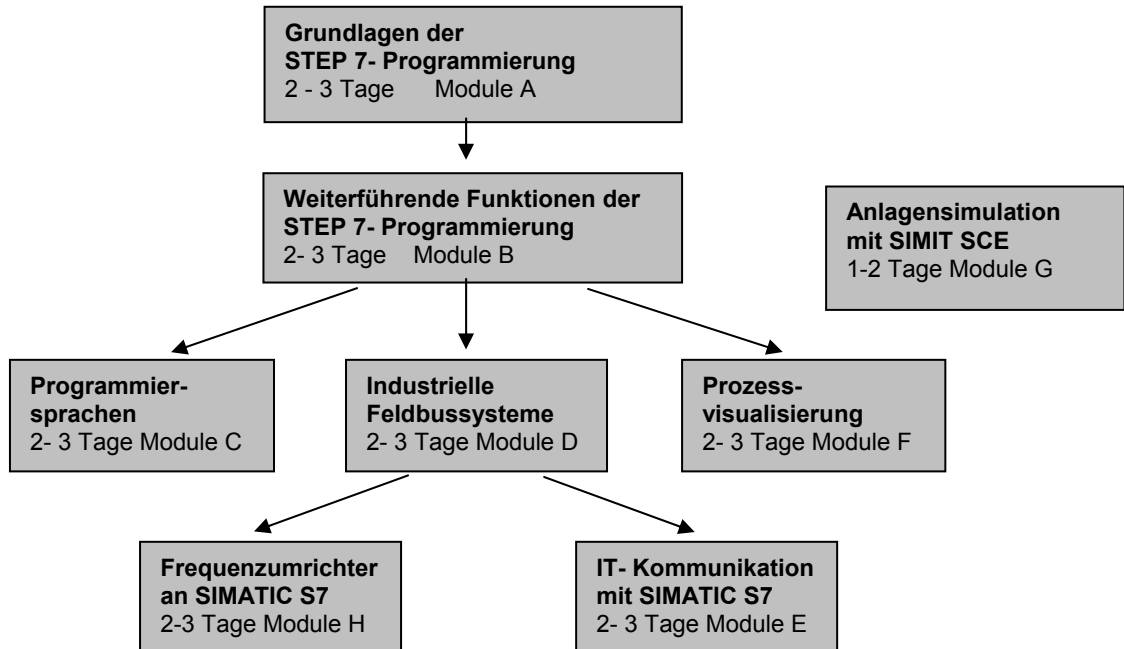 Grundlagen der
STEP 7- Programmierung
2 - 3 Tage Module A
Weiterführende Funktionen der
STEP 7- Programmierung
2- 3 Tage Module B
Anlagensimulation
mit SIMIT SCE
1-2 Tage Module G
Programmier-
sprachen
2- 3 Tage Module C
Industrielle
Feldbussysteme
2- 3 Tage Module D
Prozess-
visualisierung
2- 3 Tage Module F
Frequenzumrichter
an SIMATIC S7
2-3 Tage Module H
IT- Kommunikation
mit SIMATIC S7
2- 3 Tage Module E